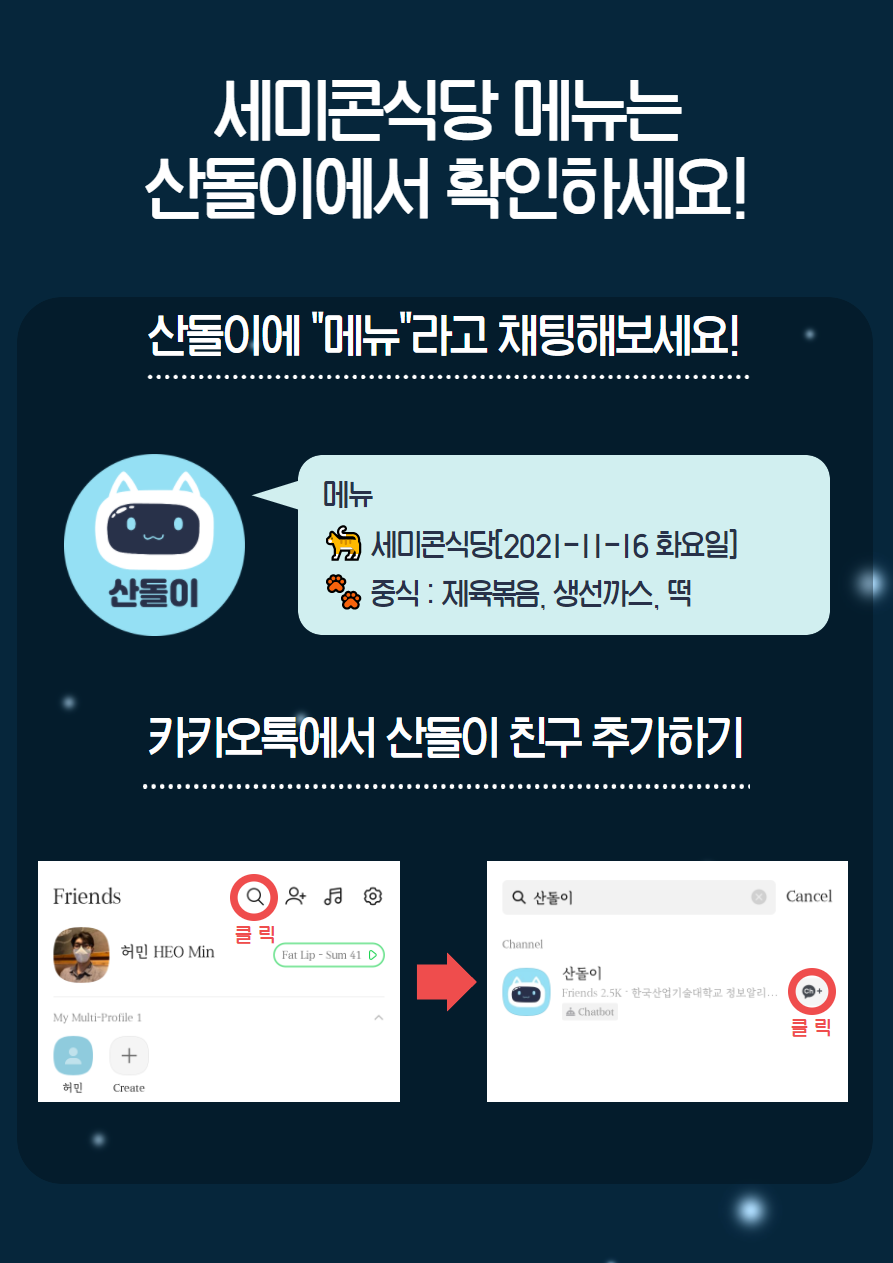 세미콘식당 메뉴는
산돌이에서 확인하세요!
산돌이에 "메뉴"라고 채팅해보세요!
산돌이
메뉴
세미콘식당[2021-11-16 화요일]
중식 : 제육볶음, 생선까스, 떡
카카오톡에서 산돌이 친구 추가하기
Friends
클릭
허민 HEO Min
Fat Lip - Sum 41
My Multi-Profile 1
허민
Create
산돌이
Cancel
Channel
산돌이
Friends 2.5K · 한국산업기술대학교 정보알리...
Chatbot
Ch+
클릭